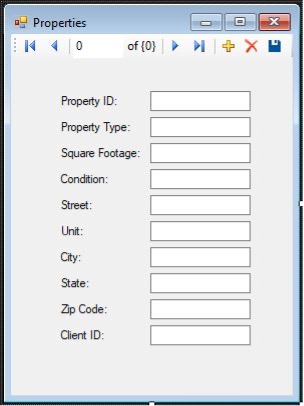 Properties
0 of {0}
Property ID:
Property Type:
Square Footage:
Condition:
Street:
Unit:
City:
State:
Zip Code:
Client ID: